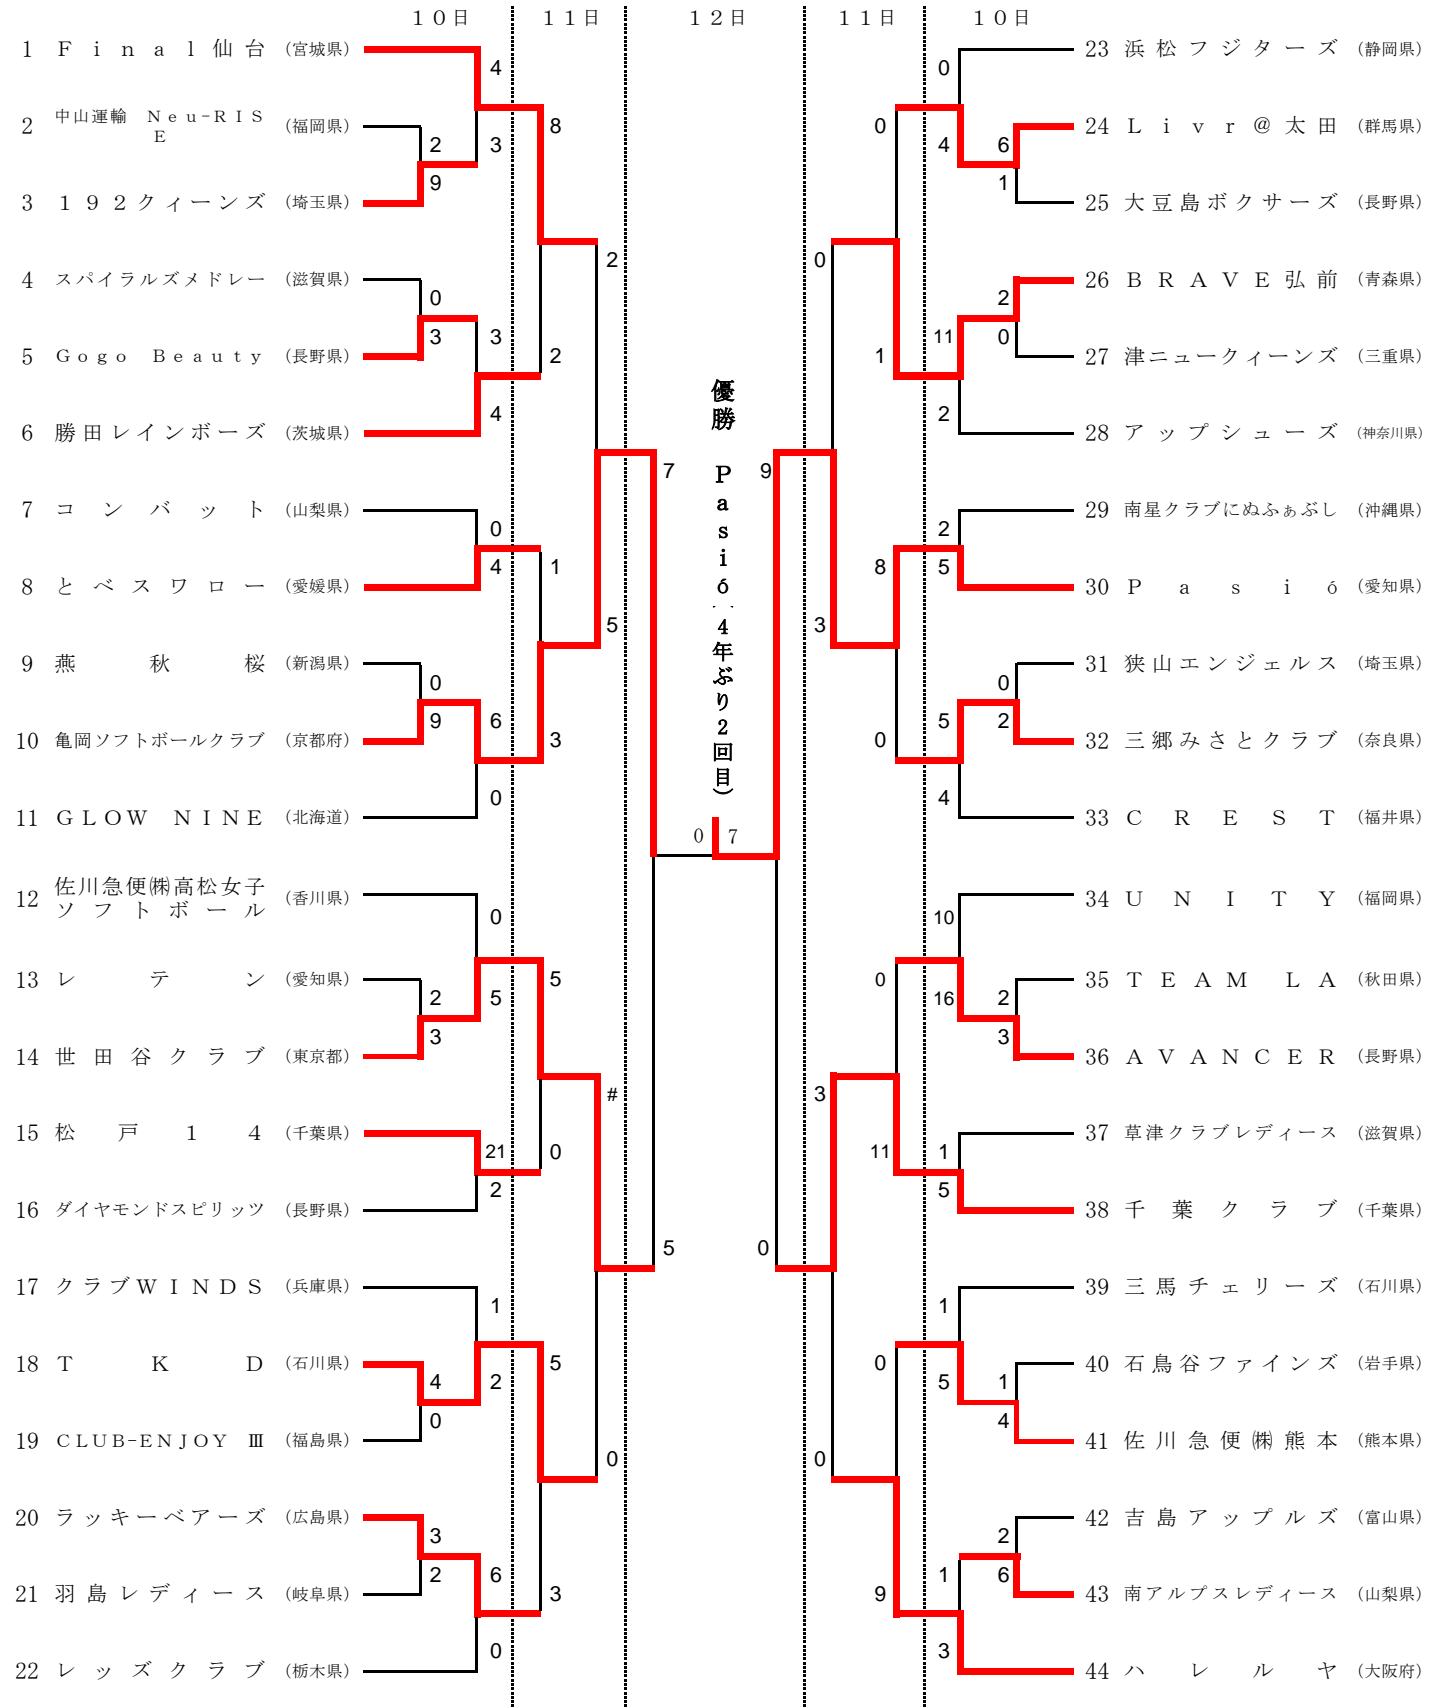 10日 11日 12日 11日 10日
1 Final仙台 (宮城県)
2 中山運輸 Neu-RISE (福岡県)
3 192クィーンズ (埼玉県)
4 スパイラルズメドレー (滋賀県)
5 Gogo Beauty (長野県)
6 勝田レインボーズ (茨城県)
7 コンバット (山梨県)
8 とベスワロー (愛媛県)
9 燕秋桜 (新潟県)
10 亀岡ソフトボールクラブ (京都府)
11 GLOW NINE (北海道)
12 佐川急便㈱高松女子
ソフトボール (香川県)
13 レテン (愛知県)
14 世田谷クラブ (東京都)
15 松戸14 (千葉県)
16 ダイヤモンドスピリッツ (長野県)
17 クラブWINDS (兵庫県)
18 TKD (石川県)
19 CLUB-ENJOY Ⅲ (福島県)
20 ラッキーベアーズ (広島県)
21 羽島レディース (岐阜県)
22 レッズクラブ (栃木県)
2
9
0
3
0
9
2
3
4
0
3
2
4
3
3
4
0
4
6
0
0
5
21
2
1
2
6
0
8
2
1
3
5
0
5
3
2
5
#
0
7
5
優勝 Pasió(4年ぶり2回目)
0 7
9
0
0
3
3
0
0
1
8
0
0
11
0
9
0
4
11
2
2
5
5
4
10
16
1
5
1
5
1
3
6
1
2
0
0
2
2
3
1
4
2
6
23 浜松フジターズ (静岡県)
24 Livr@太田 (群馬県)
25 大豆島ボクサーズ (長野県)
26 BRAVE弘前 (青森県)
27 津ニュークィーンズ (三重県)
28 アップシューズ (神奈川県)
29 南星クラブにぬふぁぶし (沖縄県)
30 Pasió (愛知県)
31 狭山エンジェルス (埼玉県)
32 三郷みさとクラブ (奈良県)
33 CREST (福井県)
34 UNITY (福岡県)
35 TEAM LA (秋田県)
36 AVANCER (長野県)
37 草津クラブレディース (滋賀県)
38 千葉クラブ (千葉県)
39 三馬チェリーズ (石川県)
40 石鳥谷ファインズ (岩手県)
41 佐川急便㈱熊本 (熊本県)
42 吉島アップルズ (富山県)
43 南アルプスレディース (山梨県)
44 ハレルヤ (大阪府)